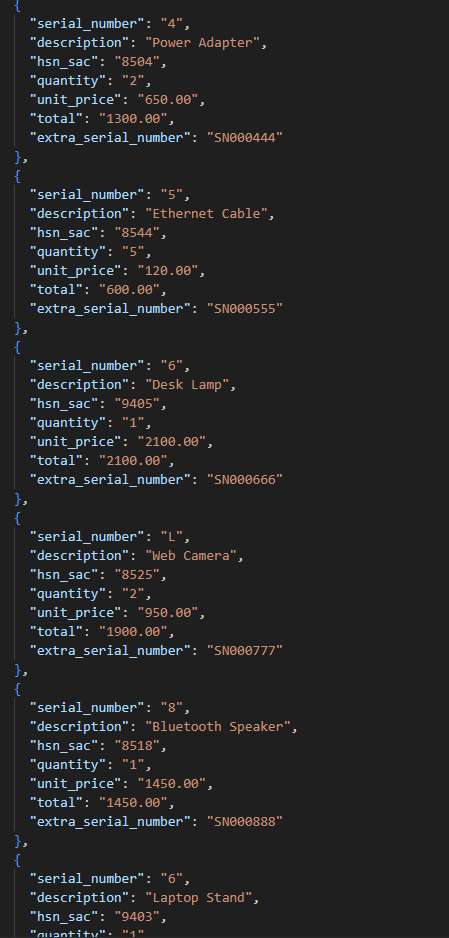 {
"serial_number": "4",
"description": "Power Adapter",
"hsn_sac": "8504",
"quantity": "2",
"unit_price": "650.00",
"total": "1300.00",
"extra_serial_number": "SN000444"
},
{
"serial_number": "5",
"description": "Ethernet Cable",
"hsn_sac": "8544",
"quantity": "5",
"unit_price": "120.00",
"total": "600.00",
"extra_serial_number": "SN000555"
},
{
"serial_number": "6",
"description": "Desk Lamp",
"hsn_sac": "9405",
"quantity": "1",
"unit_price": "2100.00",
"total": "2100.00",
"extra_serial_number": "SN000666"
},
{
"serial_number": "L",
"description": "Web Camera",
"hsn_sac": "8525",
"quantity": "2",
"unit_price": "950.00",
"total": "1900.00",
"extra_serial_number": "SN000777"
},
{
"serial_number": "8",
"description": "Bluetooth Speaker",
"hsn_sac": "8518",
"quantity": "1",
"unit_price": "1450.00",
"total": "1450.00",
"extra_serial_number": "SN000888"
},
{
"serial_number": "6",
"description": "Laptop Stand",
"hsn_sac": "9403",
"quantity": "1"